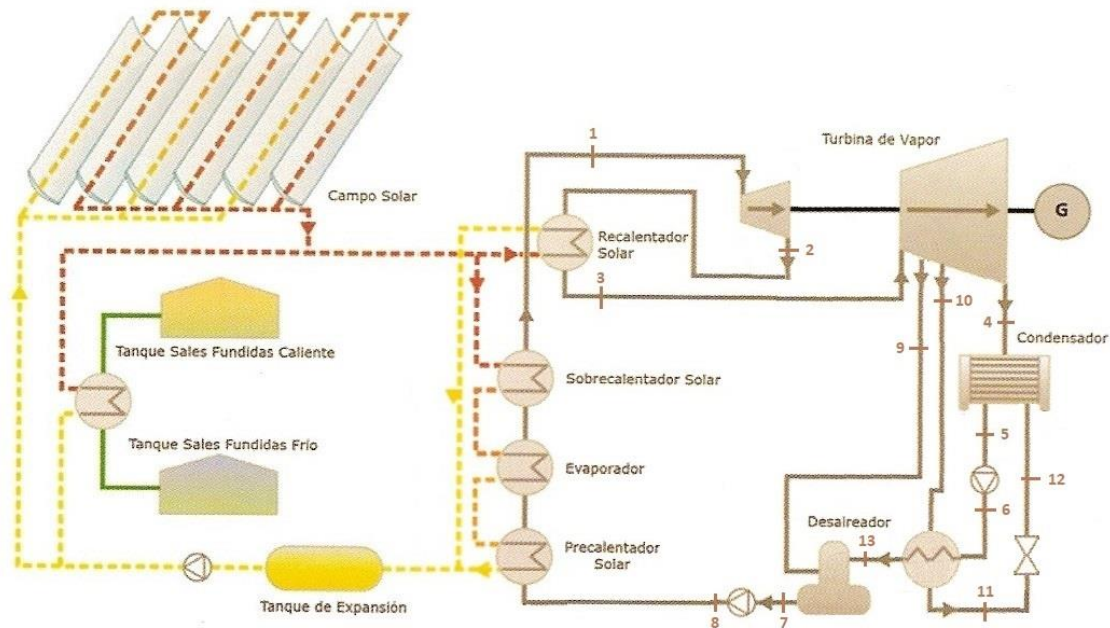 Campo Solar
1
Turbina de Vapor
G
Recalentador
Solar
2
3
10
4
Condensador
9
Tanque Sales Fundidas Caliente
Sobrecalentador Solar
5
12
6
Tanque Sales Fundidas Frío
Evaporador
Desaireador
13
Precalentador
Solar
Tanque de Expansión
8
7
11